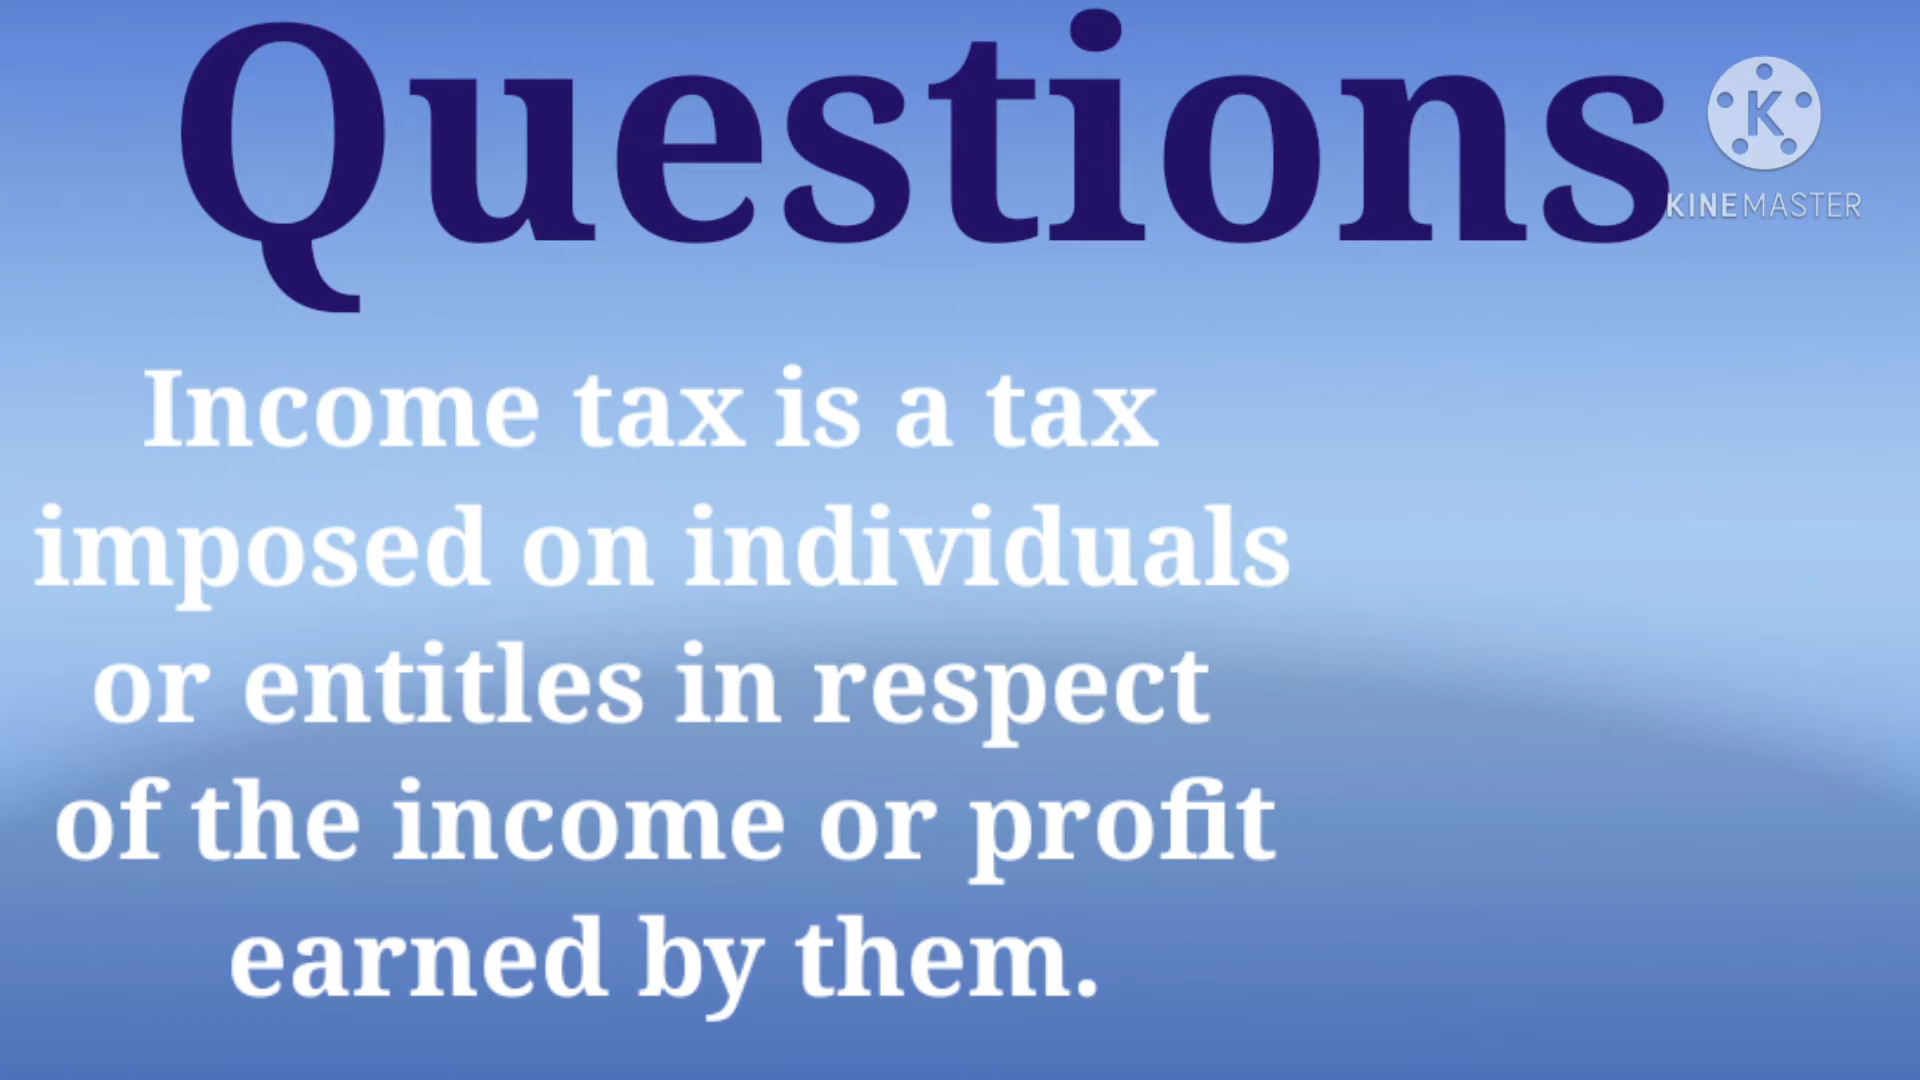 Questions
K
KINEMASTER
Income tax is a tax
imposed on individuals
or entitles in respect
of the income or profit
earned by them.